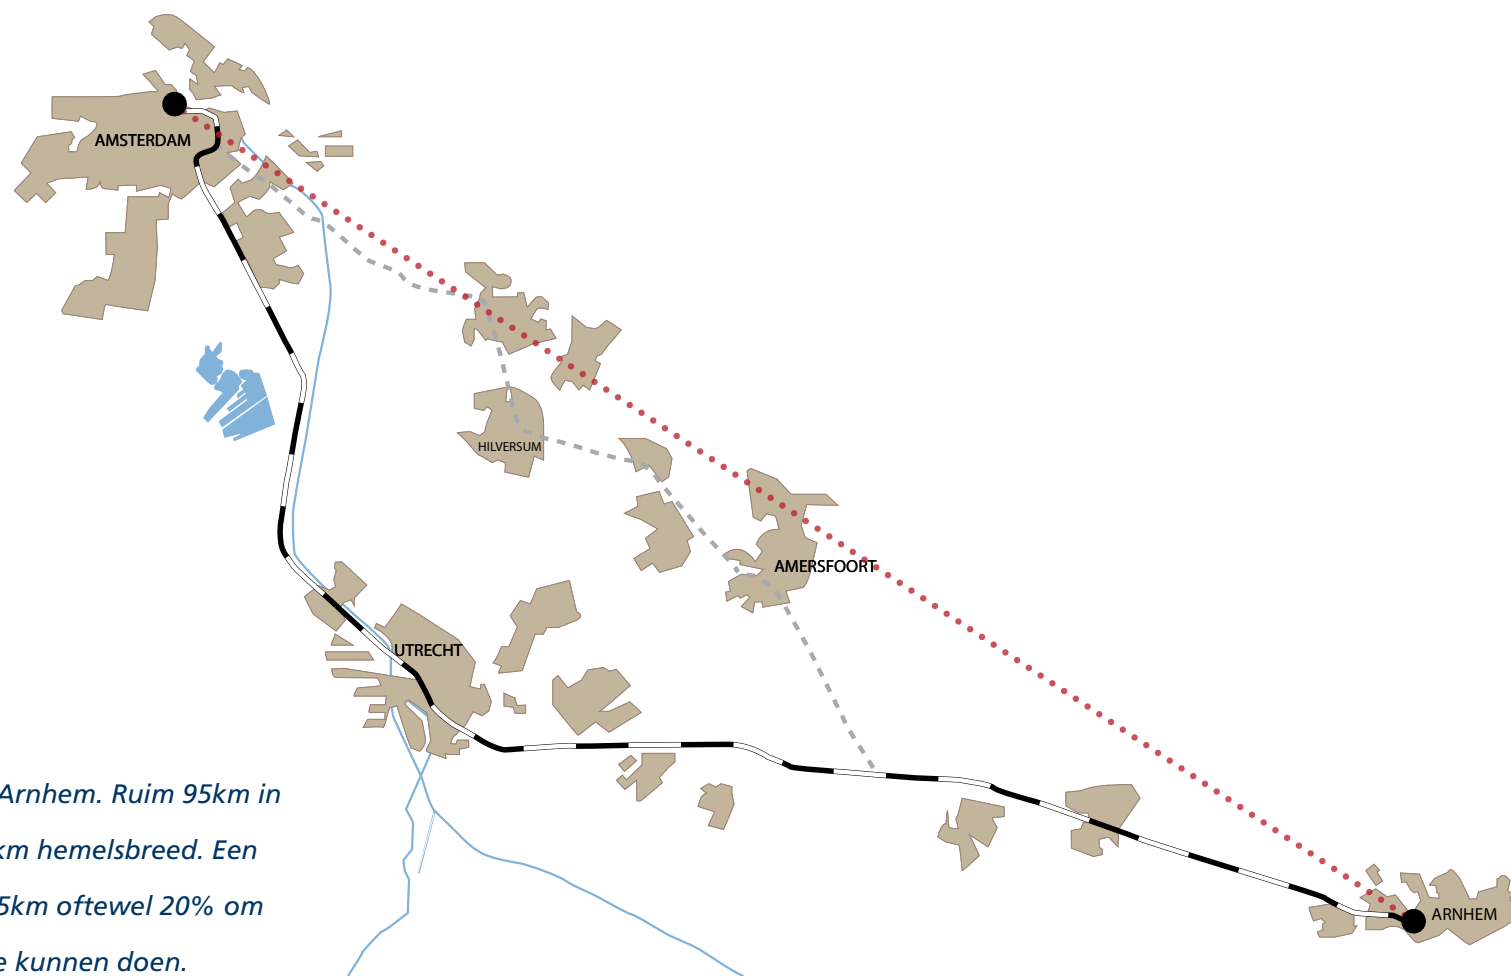 AMSTERDAM
HILVERSUM
AMERSFOORT
UTRECHT
ARNHEM
Arnhem. Ruim 95km in
km hemelsbreed. Een
5km oftewel 20% om
e kunnen doen.